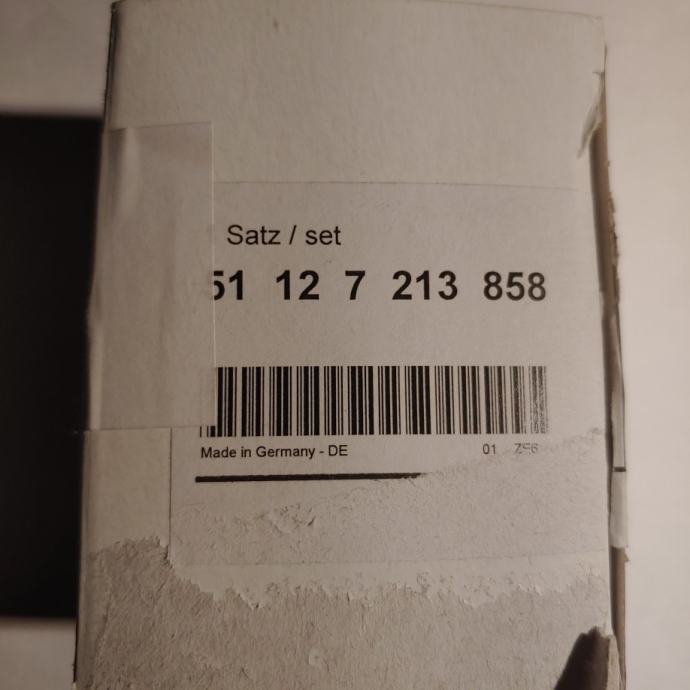 Satz / set
51 12 7 213 858
Made in Germany - DE 01